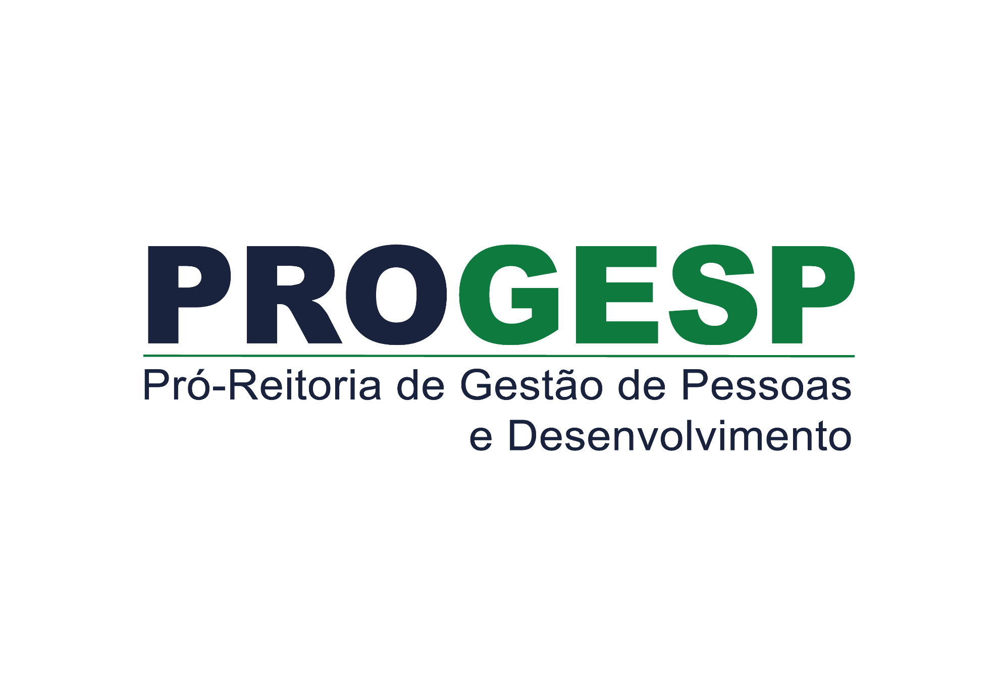 PROGESP
Pró-Reitoria de Gestão de Pessoas
e Desenvolvimento